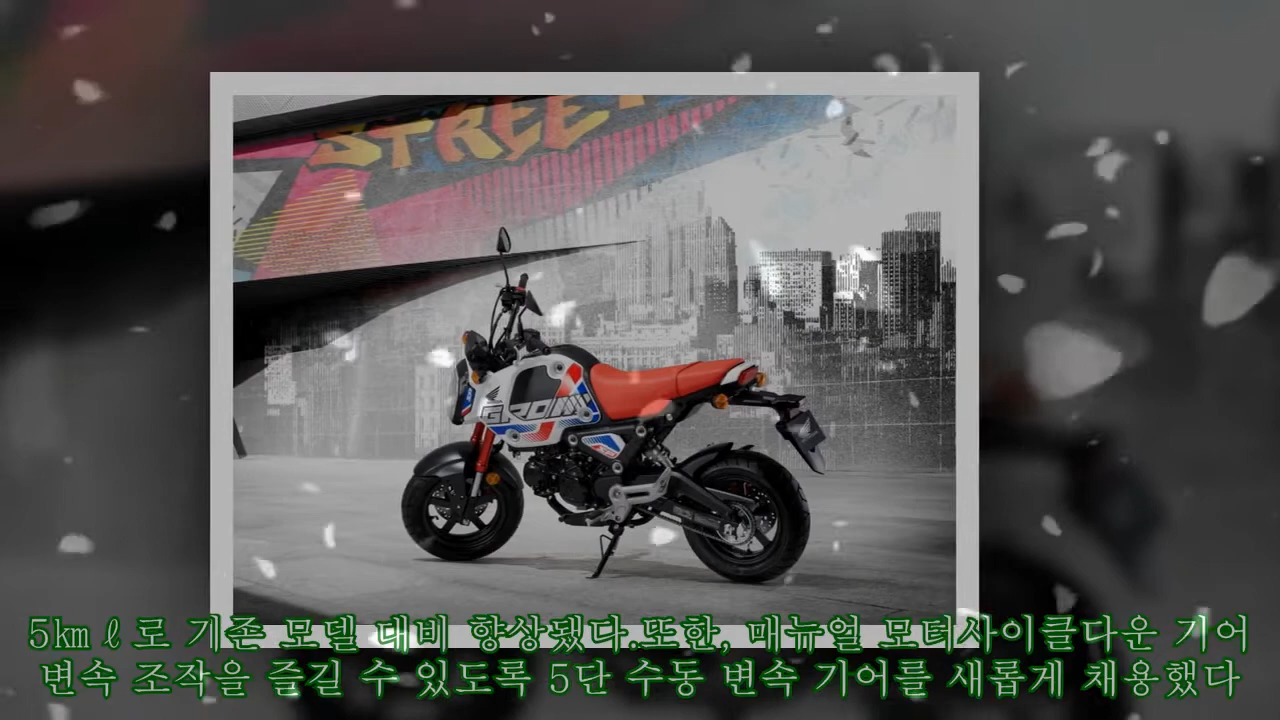 STREET
GROM
5㎞ℓ로 기존 모델 대비 향상됐다.또한, 매뉴얼 모터사이클다운 기어
변속 조작을 즐길 수 있도록 5단 수동 변속 기어를 새롭게 채용했다